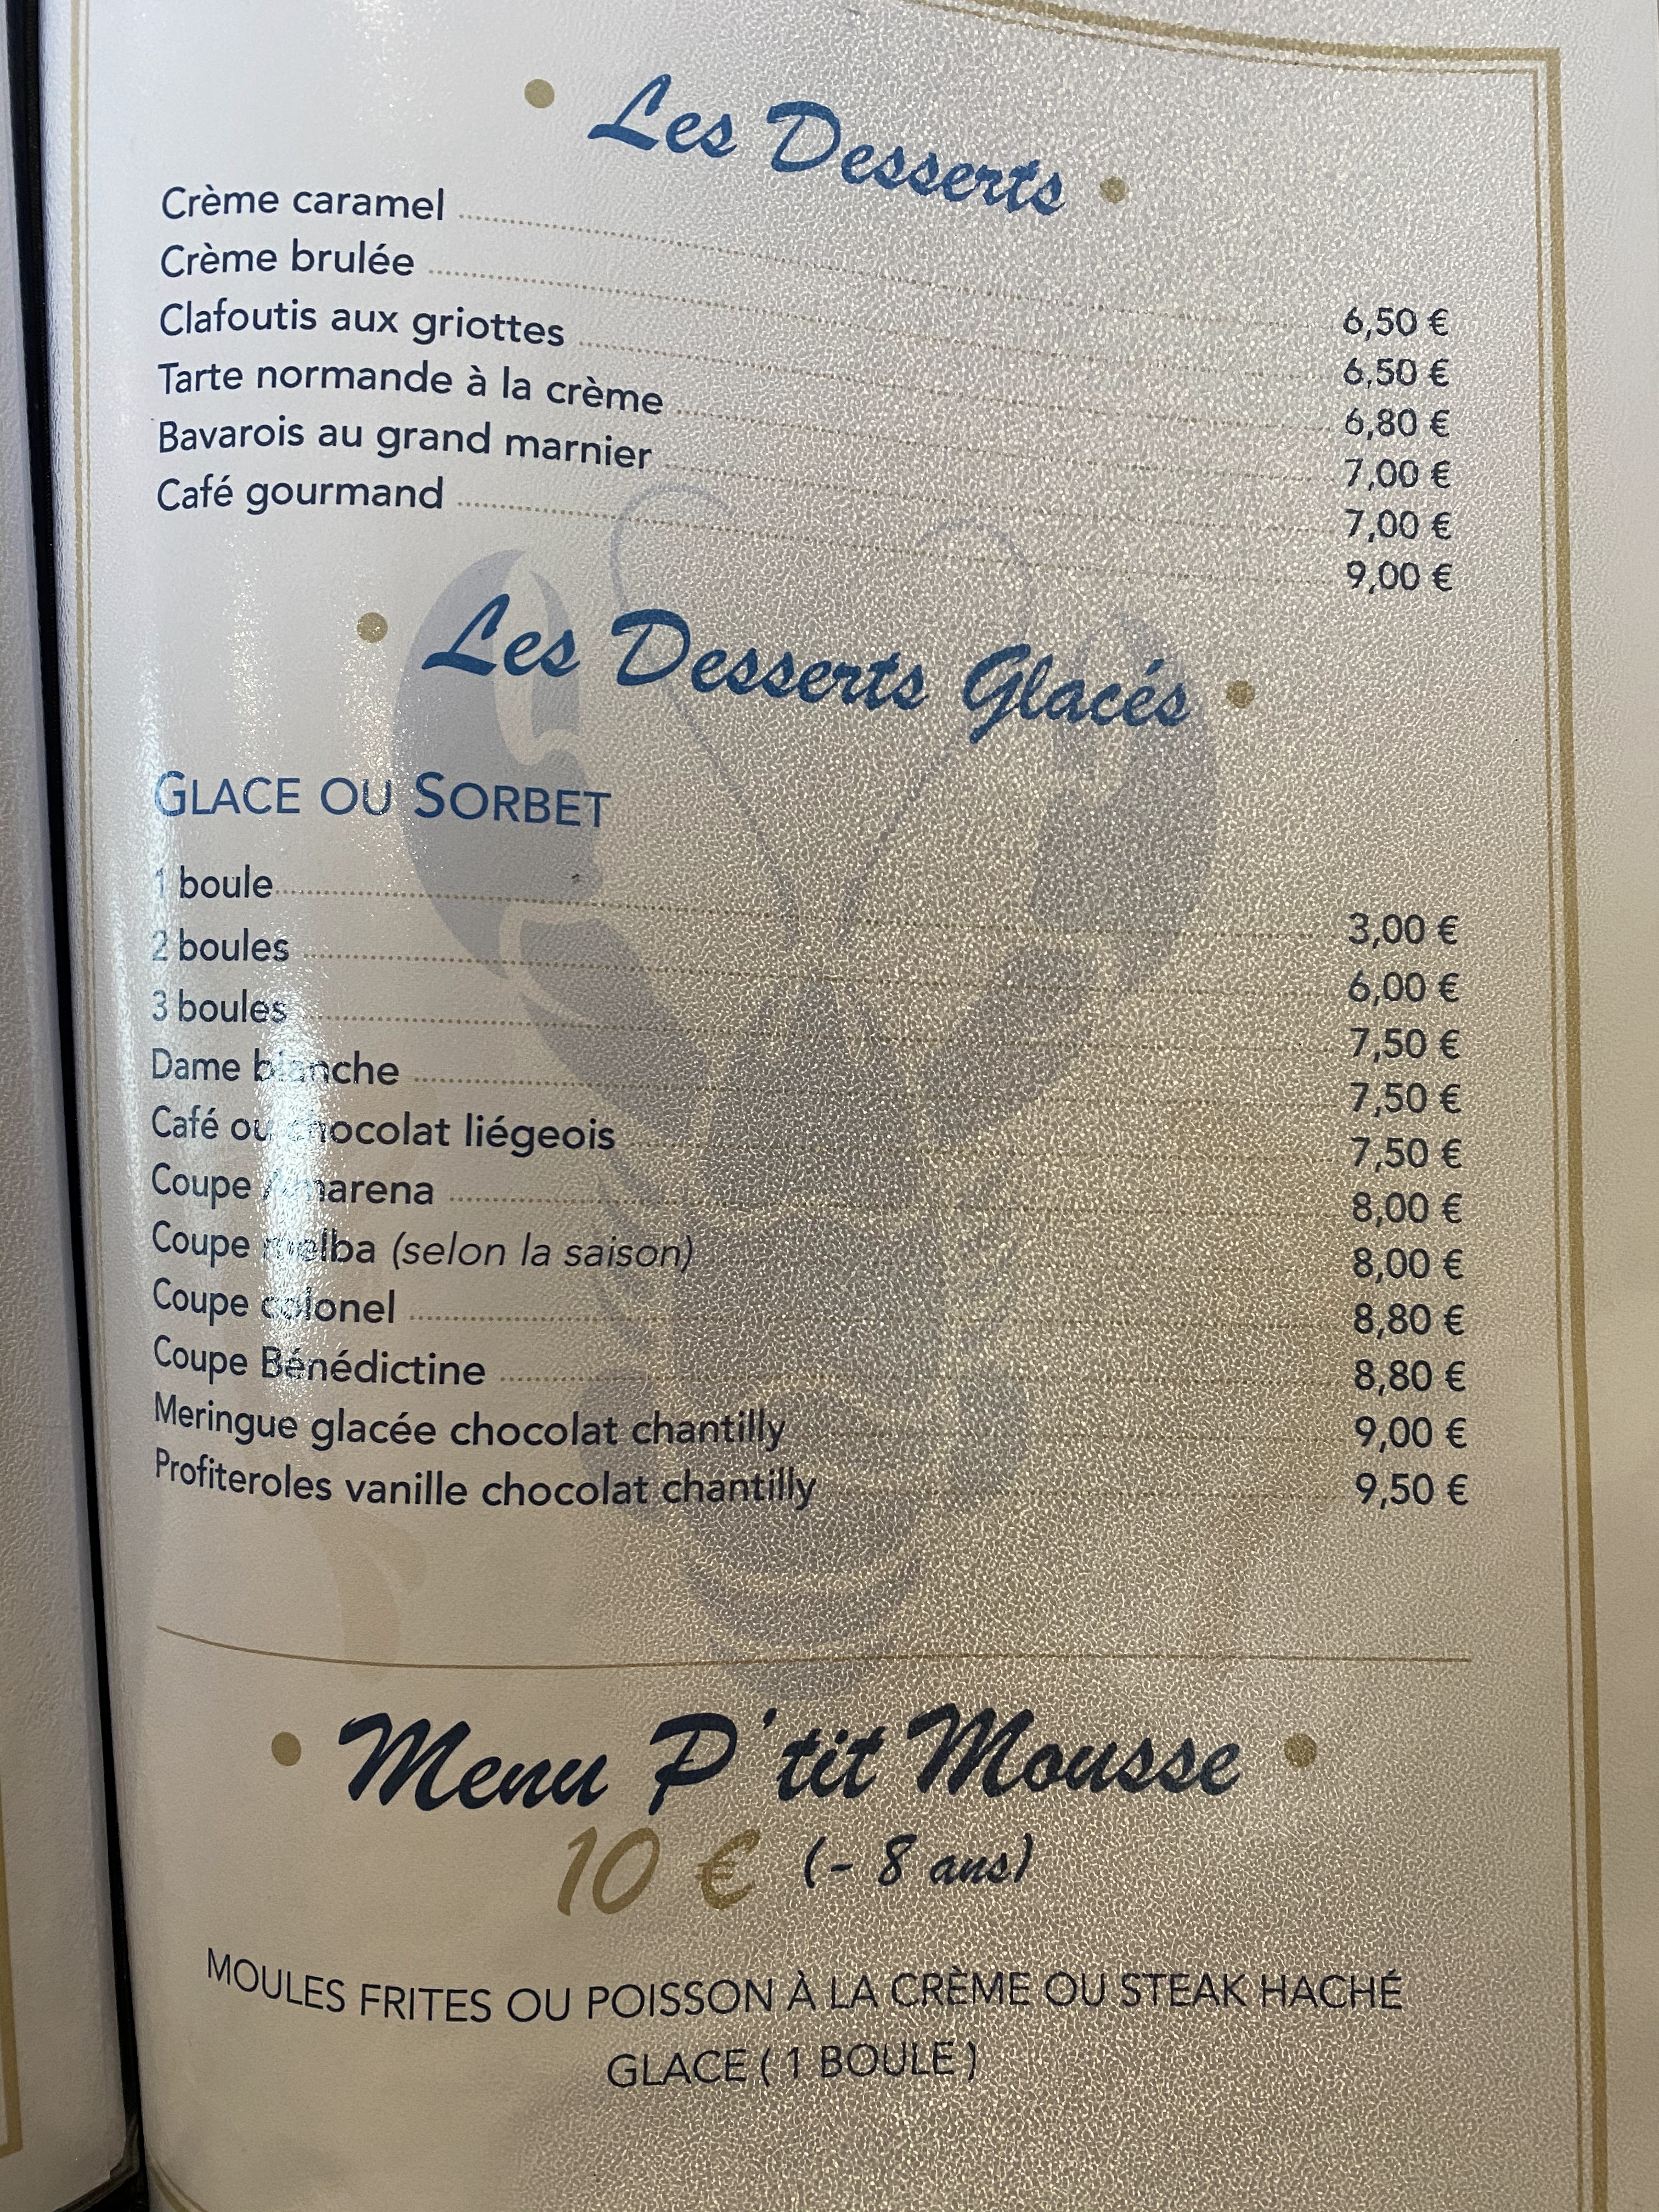 Les Desserts
Crème caramel 6,50 €
Crème brulée 6,50 €
Clafoutis aux griottes 6,80 €
Tarte normande à la crème 7,00 €
Bavarois au grand marnier 7,00 €
Café gourmand 9,00 €
Les Desserts Glacés
GLACE OU SORBET
1 boule 3,00 €
2 boules 6,00 €
3 boules 7,50 €
Dame blanche 7,50 €
Café ou chocolat liégeois 7,50 €
Coupe Amarena 8,00 €
Coupe melba (selon la saison) 8,00 €
Coupe colonel 8,80 €
Coupe Bénédictine 8,80 €
Meringue glacée chocolat chantilly 9,00 €
Profiteroles vanille chocolat chantilly 9,50 €
Menu P'tit Mousse
10 € (- 8 ans)
MOULES FRITES OU POISSON À LA CRÈME OU STEAK HACHÉ
GLACE ( 1 BOULE )